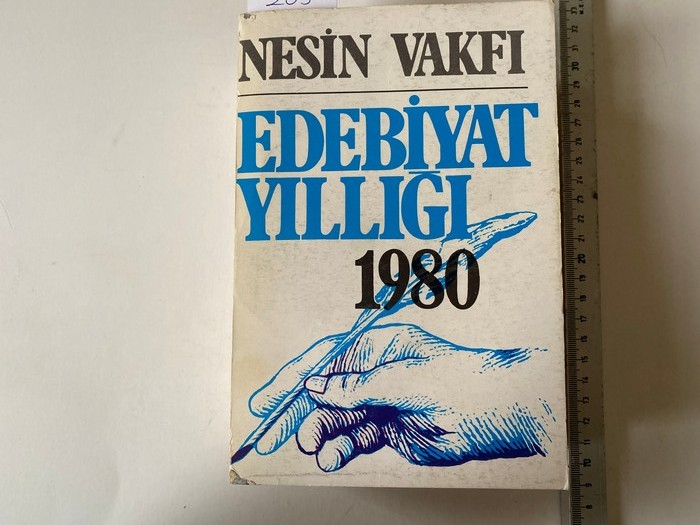 NESİN VAKFI
EDEBİYAT
YILLIĞI
1980